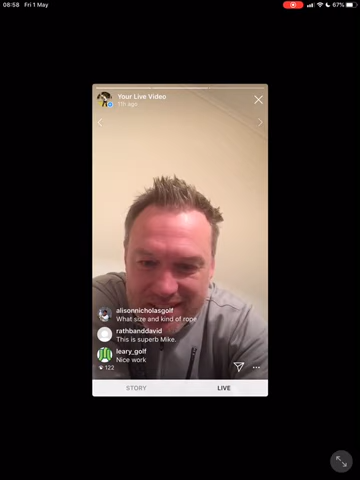 08:58 Fri 1 May
67%
Your Live Video
11h ago
alisonnicholasgolf
What size and kind of rope
rathbanddavid
This is superb Mike.
leary_golf
Nice work
122
STORY LIVE